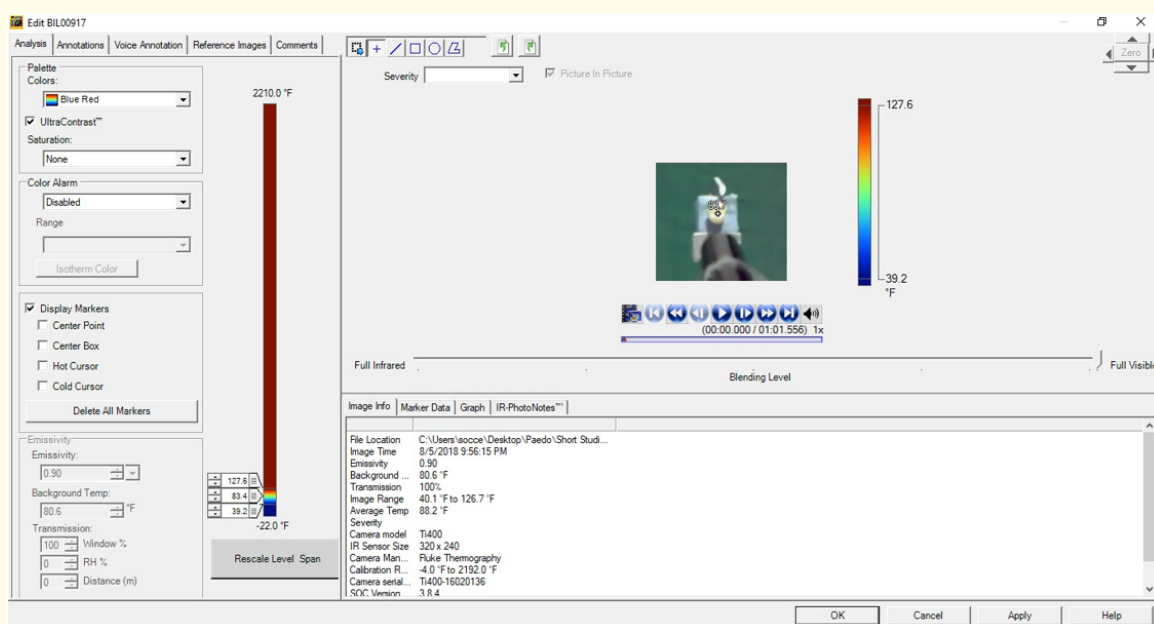 Edit BIL00917
Analysis Annotations Voice Annotation Reference Images Comments
Palette
Colors:
Blue Red
UltraContrast™
Saturation:
None
Color Alarm
Disabled
Range
Isotherm Color
Display Markers
Center Point
Center Box
Hot Cursor
Cold Cursor
Delete All Markers
Emissivity
Emissivity:
0.90
Background Temp:
80.6 °F
Transmission:
100 Window %
0 RH %
0 Distance (m)
2210.0 °F
127.6
83.4
39.2
-22.0 °F
Rescale Level Span
Zero
Severity
Picture In Picture
127.6
39.2
°F
83.7
(00:00.000 / 01:01.556) 1x
Full Infrared
Blending Level
Full Visible
Image Info Marker Data Graph IR-PhotoNotes™
File Location C:\Users\socce\Desktop\Paedo\Short Studi...
Image Time 8/5/2018 9:56:15 PM
Emissivity 0.90
Background ... 80.6 °F
Transmission 100%
Image Range 40.1 °F to 126.7 °F
Average Temp 88.2 °F
Severity
Camera model Ti400
IR Sensor Size 320 x 240
Camera Man... Fluke Thermography
Calibration R... -4.0 °F to 2192.0 °F
Camera serial... Ti400-16020136
SOC Version 3.8.4
OK Cancel Apply Help